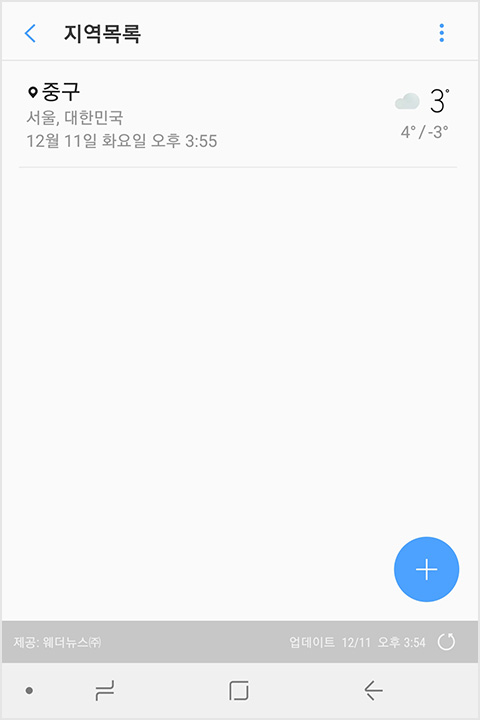 지역목록
중구
3°
서울, 대한민국
4° / -3°
12월 11일 화요일 오후 3:55
제공: 웨더뉴스㈜
업데이트 12/11 오후 3:54